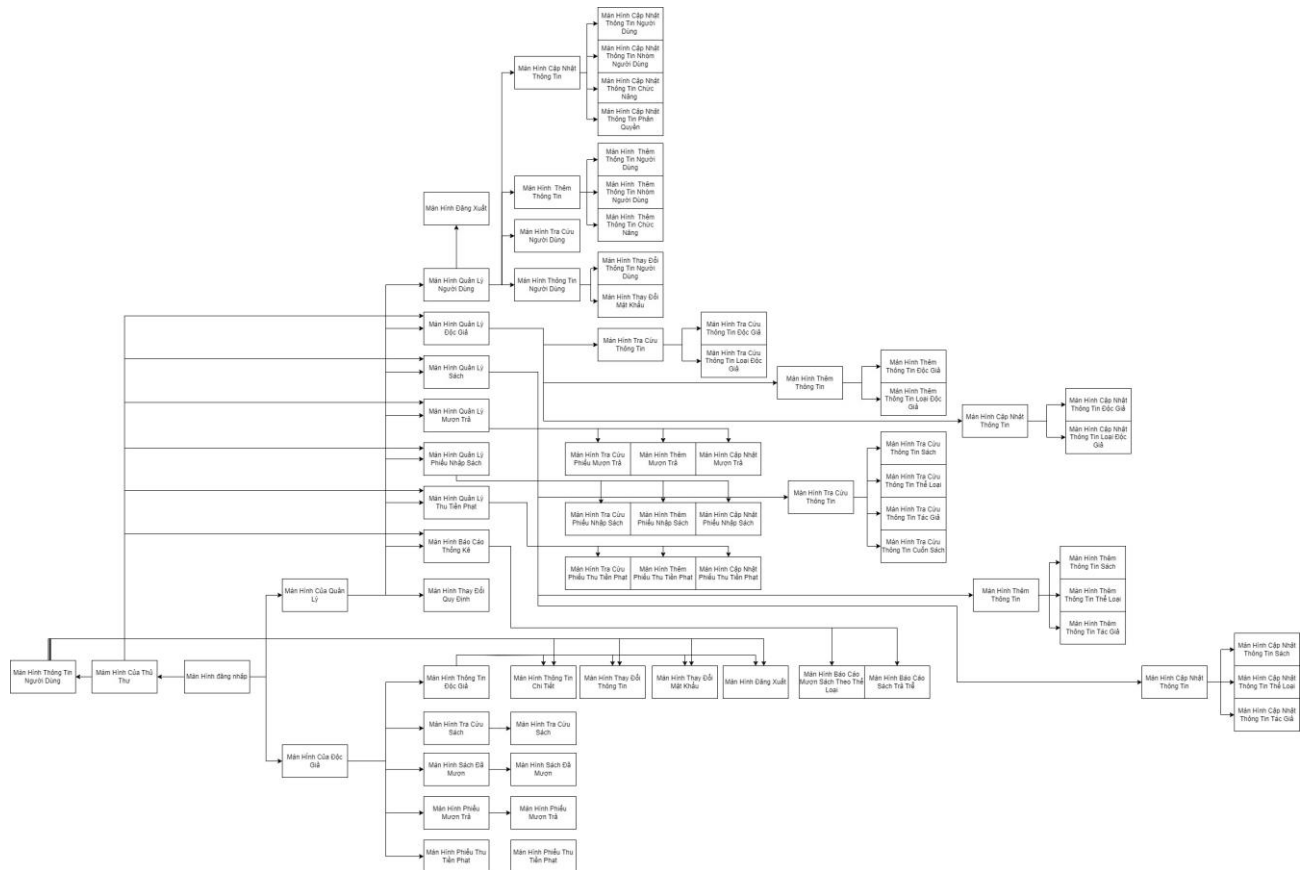 Màn Hình Cập Nhật
Thông Tin Người
Dùng
Màn Hình Cập Nhật
Thông Tin Nhóm
Người Dùng
Màn Hình Cập Nhật
Thông Tin
Màn Hình Cập Nhật
Thông Tin Chức
Năng
Màn Hình Cập Nhật
Thông Tin Phân
Quyền
Màn Hình Thêm
Thông Tin Người
Dùng
Màn Hình Thêm
Thông Tin
Màn Hình Thêm
Thông Tin Nhóm
Người Dùng
Màn Hình Thêm
Thông Tin Chức
Năng
Màn Hình Đăng Xuất
Màn Hình Tra Cứu
Người Dùng
Màn Hình Quản Lý
Người Dùng
Màn Hình Thông Tin
Người Dùng
Màn Hình Thay Đổi
Thông Tin Người
Dùng
Màn Hình Thay Đổi
Mật Khẩu
Màn Hình Quản Lý
Độc Giả
Màn Hình Tra Cứu
Thông Tin
Màn Hình Tra Cứu
Thông Tin Độc Giả
Màn Hình Tra Cứu
Thông Tin Loại Độc
Giả
Màn Hình Thêm
Thông Tin
Màn Hình Thêm
Thông Tin Độc Giả
Màn Hình Thêm
Thông Tin Loại Độc
Giả
Màn Hình Cập Nhật
Thông Tin
Màn Hình Cập Nhật
Thông Tin Độc Giả
Màn Hình Cập Nhật
Thông Tin Loại Độc
Giả
Màn Hình Quản Lý
Sách
Màn Hình Quản Lý
Mượn Trả
Màn Hình Tra Cứu
Phiếu Mượn Trả
Màn Hình Thêm
Mượn Trả
Màn Hình Cập Nhật
Mượn Trả
Màn Hình Quản Lý
Phiếu Nhập Sách
Màn Hình Tra Cứu
Phiếu Nhập Sách
Màn Hình Thêm
Phiếu Nhập Sách
Màn Hình Cập Nhật
Phiếu Nhập Sách
Màn Hình Tra Cứu
Thông Tin
Màn Hình Tra Cứu
Thông Tin Sách
Màn Hình Tra Cứu
Thông Tin Thể Loại
Màn Hình Tra Cứu
Thông Tin Tác Giả
Màn Hình Tra Cứu
Thông Tin Cuốn Sách
Màn Hình Quản Lý
Thu Tiền Phạt
Màn Hình Tra Cứu
Phiếu Thu Tiền Phạt
Màn Hình Thêm
Phiếu Thu Tiền Phạt
Màn Hình Cập Nhật
Phiếu Thu Tiền Phạt
Màn Hình Báo Cáo
Thống Kê
Màn Hình Của Quản
Lý
Màn Hình Thay Đổi
Quy Định
Màn Hình Thêm
Thông Tin
Màn Hình Thêm
Thông Tin Sách
Màn Hình Thêm
Thông Tin Thể Loại
Màn Hình Thêm
Thông Tin Tác Giả
Màn Hình Thông Tin
Người Dùng
Màn Hình Của Thủ
Thư
Màn Hình đăng nhập
Màn Hình Thông Tin
Độc Giả
Màn Hình Thông Tin
Chi Tiết
Màn Hình Thay Đổi
Thông Tin
Màn Hình Thay Đổi
Mật Khẩu
Màn Hình Đăng Xuất
Màn Hình Báo Cáo
Mượn Sách Theo Thể
Loại
Màn Hình Báo Cáo
Sách Trả Trễ
Màn Hình Cập Nhật
Thông Tin
Màn Hình Cập Nhật
Thông Tin Sách
Màn Hình Cập Nhật
Thông Tin Thể Loại
Màn Hình Cập Nhật
Thông Tin Tác Giả
Màn Hình Của Độc
Giả
Màn Hình Tra Cứu
Sách
Màn Hình Tra Cứu
Sách
Màn Hình Sách Đã
Mượn
Màn Hình Sách Đã
Mượn
Màn Hình Phiếu
Mượn Trả
Màn Hình Phiếu
Mượn Trả
Màn Hình Phiếu Thu
Tiền Phạt
Màn Hình Phiếu Thu
Tiền Phạt